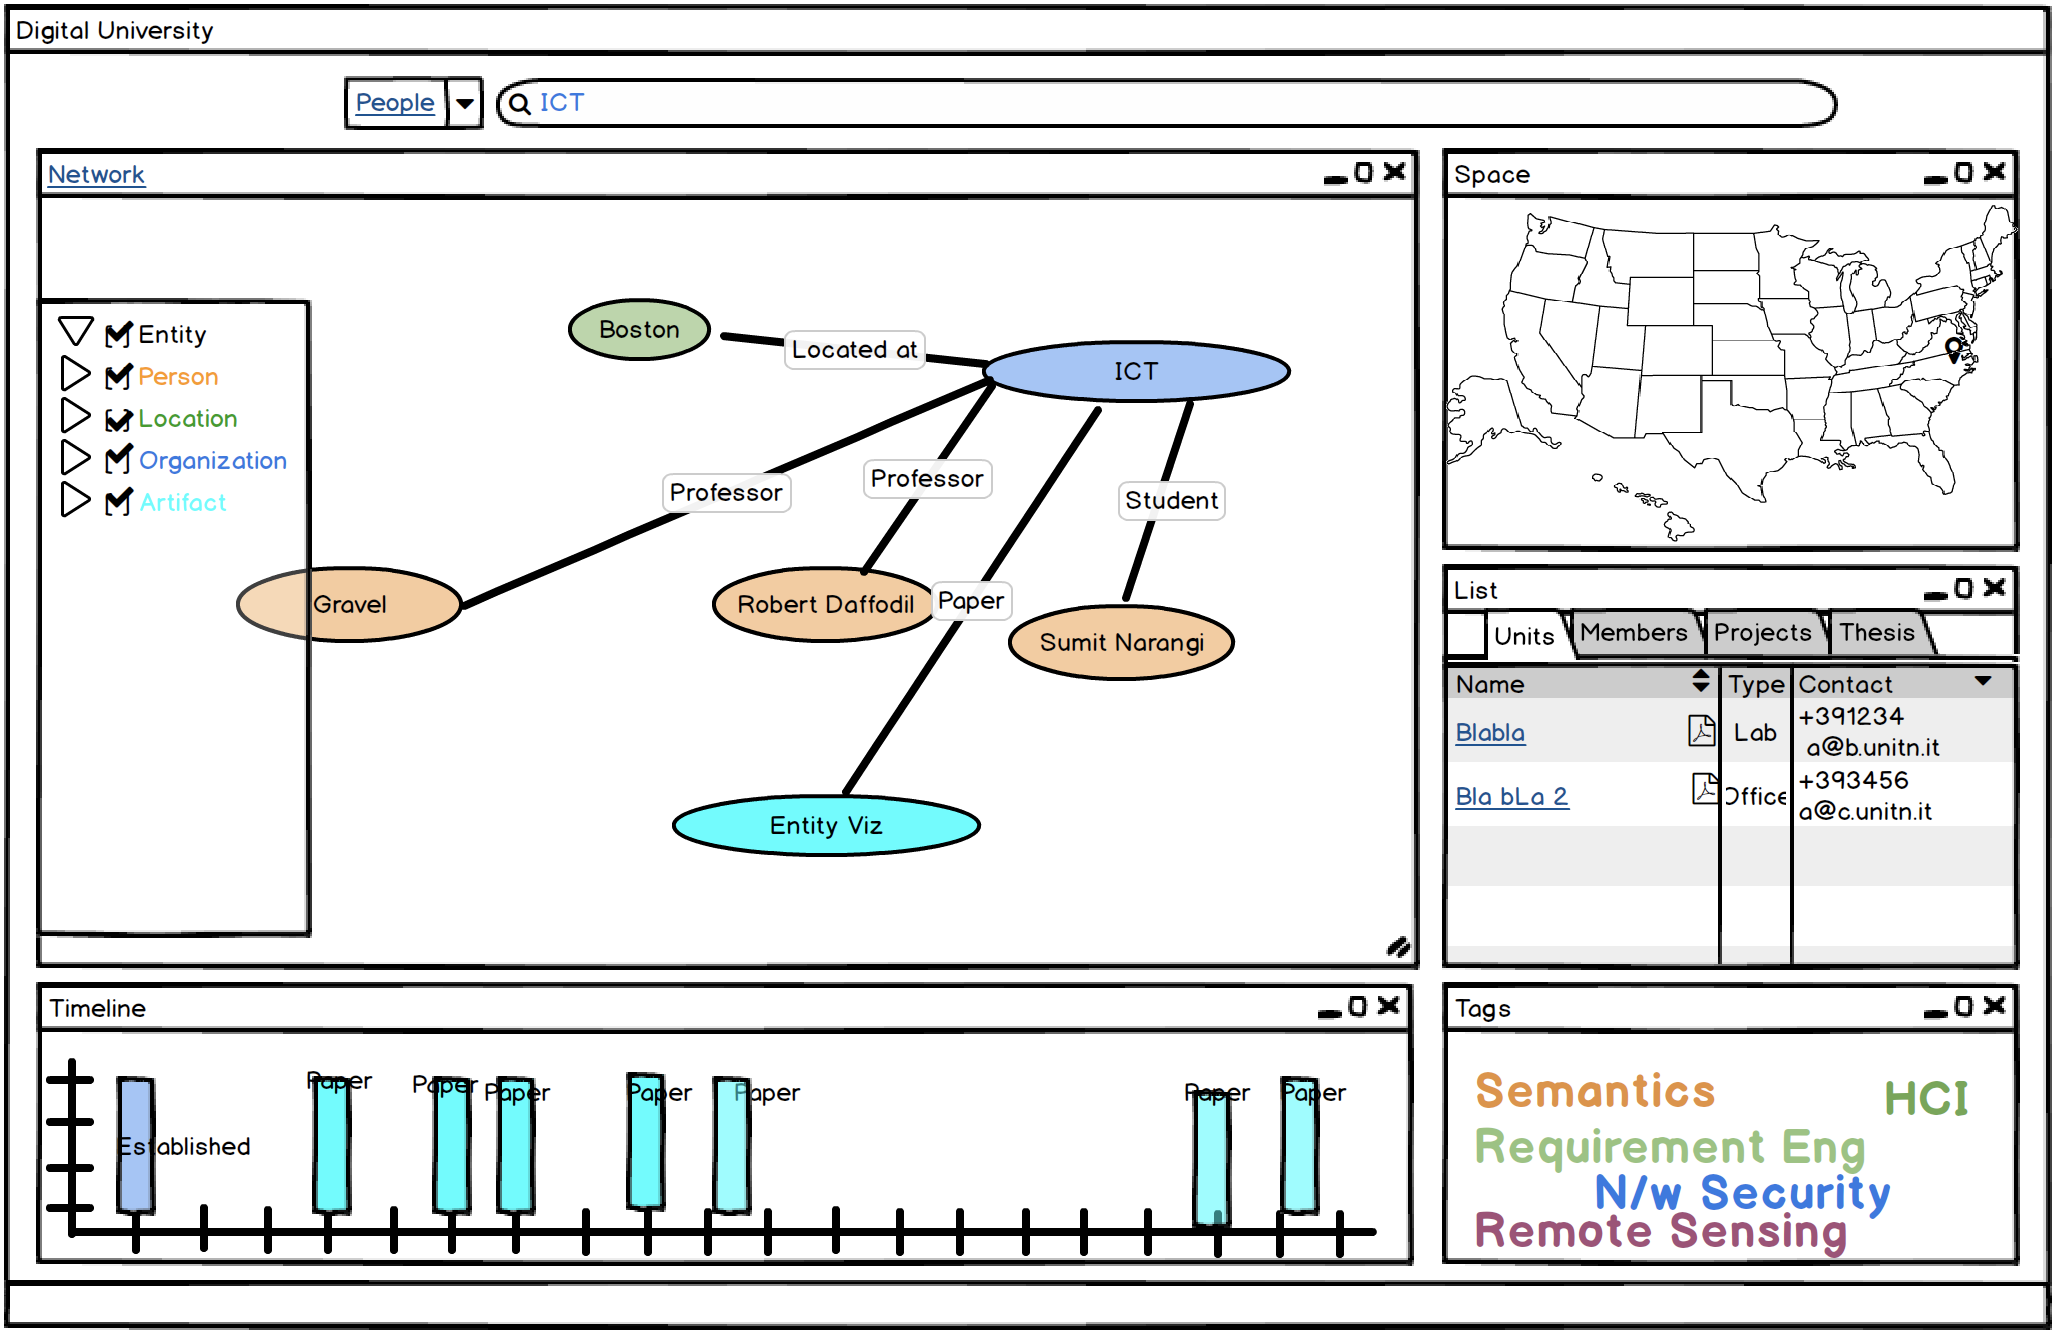 Digital University
People
ICT
Network
Entity
Person
Location
Organization
Artifact
Boston
Located at
ICT
Professor
Professor
Student
Paper
Gravel
Robert Daffodil
Sumit Narangi
Entity Viz
Space
List
Units Members Projects Thesis
Name Type Contact
Blabla Lab +391234
a@b.unitn.it
Bla bLa 2 Office +393456
a@c.unitn.it
Timeline
Established
Paper
Paper
Paper
Paper
Paper
Paper
Paper
Tags
Semantics
HCI
Requirement Eng
N/w Security
Remote Sensing